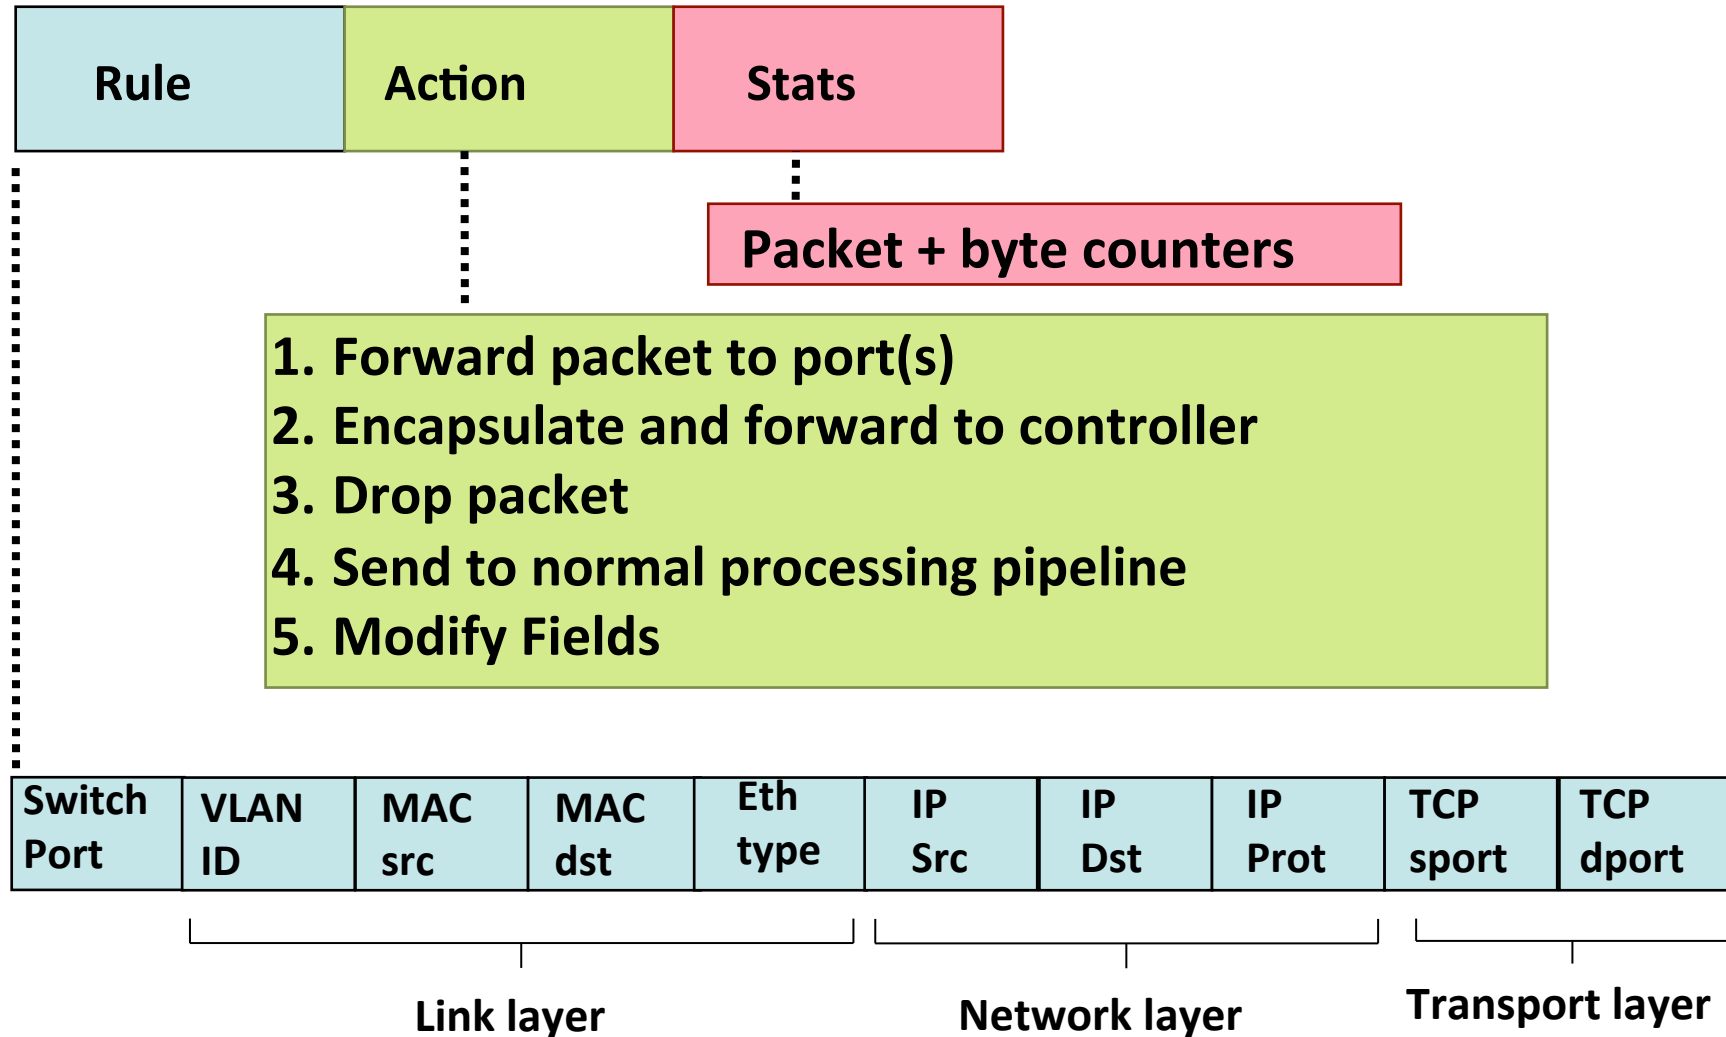 Rule
Action
Stats
Packet + byte counters
1. Forward packet to port(s)
2. Encapsulate and forward to controller
3. Drop packet
4. Send to normal processing pipeline
5. Modify Fields
Switch
Port
VLAN
ID
MAC
src
MAC
dst
Eth
type
IP
Src
IP
Dst
IP
Prot
TCP
sport
TCP
dport
Link layer
Network layer
Transport layer